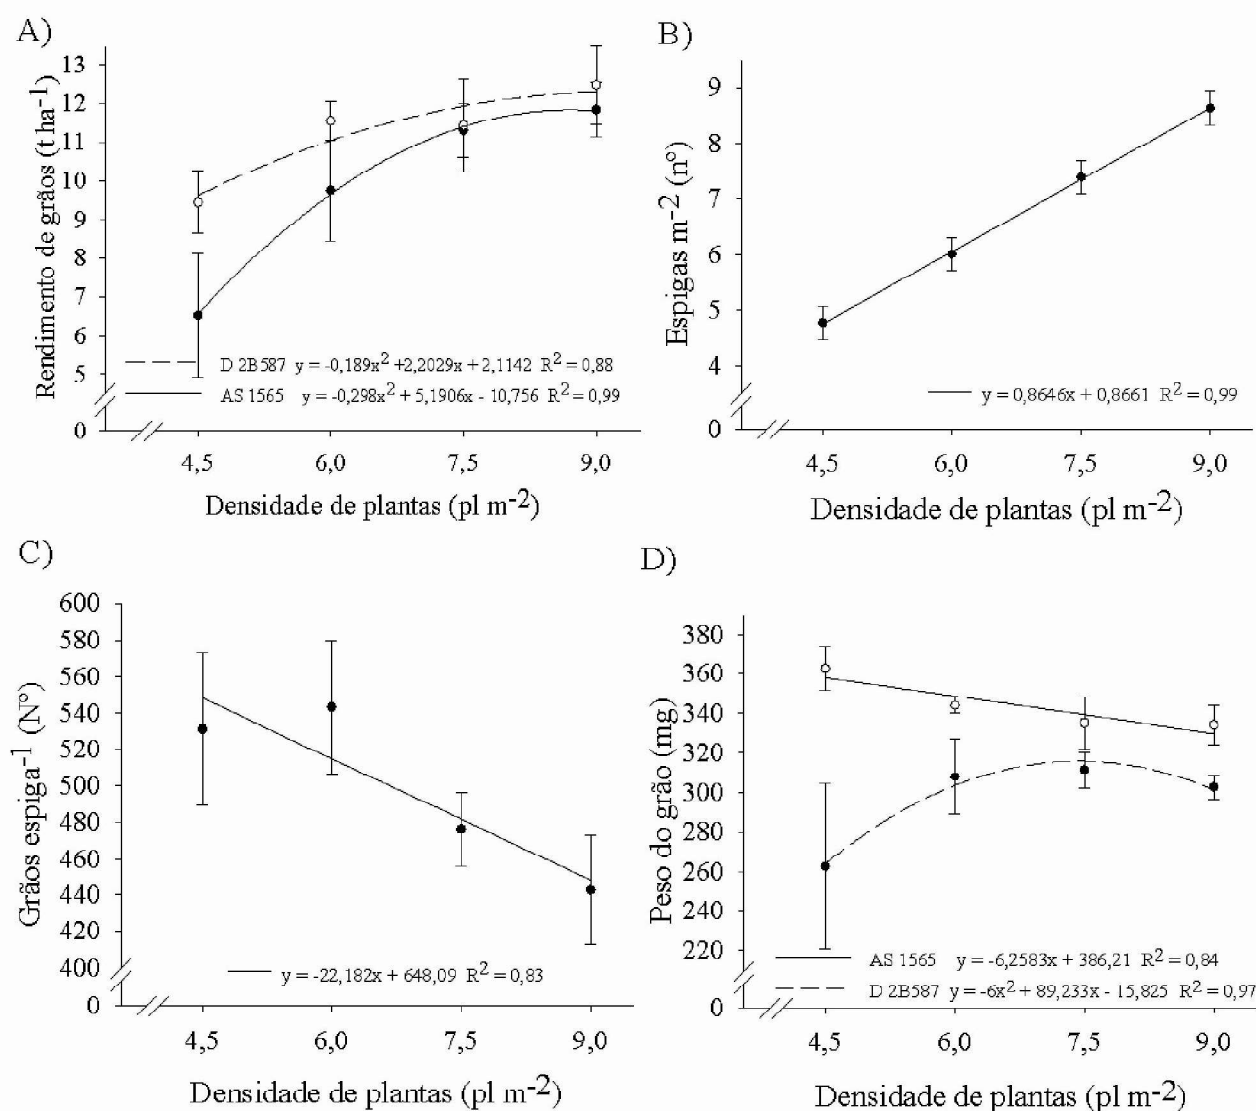 A)
Rendimento de grãos (t ha-1)
13
12
11
10
9
8
7
6
5
0
D 2B587 y = -0,189x2 +2,2029x + 2,1142 R2 = 0,88
AS 1565 y = -0,298x2 + 5,1906x - 10,756 R2 = 0,99
4,5 6,0 7,5 9,0
Densidade de plantas (pl m-2)
B)
Espigas m-2 (n°)
9
8
7
6
5
4
0
y = 0,8646x + 0,8661 R2 = 0,99
4,5 6,0 7,5 9,0
Densidade de plantas (pl m-2)
C)
Grãos espiga-1 (N°)
600
580
560
540
520
500
480
460
440
420
400
0
y = -22,182x + 648,09 R2 = 0,83
4,5 6,0 7,5 9,0
Densidade de plantas (pl m-2)
D)
Peso do grão (mg)
380
360
340
320
300
280
260
240
220
0
AS 1565 y = -6,2583x + 386,21 R2 = 0,84
D 2B587 y = -6x2 + 89,233x - 15,825 R2 = 0,97
4,5 6,0 7,5 9,0
Densidade de plantas (pl m-2)